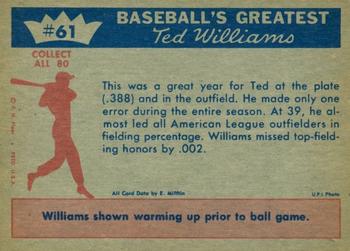 #61
BASEBALL'S GREATEST
Ted Williams
COLLECT
ALL 80
This was a great year for Ted at the plate
(.388) and in the outfield. He made only one
error during the entire season. At 39, he al-
most led all American League outfielders in
fielding percentage. Williams missed top-field-
ing honors by .002.
All Card Data by E. Mifflin
U.P.I. Photo
Williams shown warming up prior to ball game.